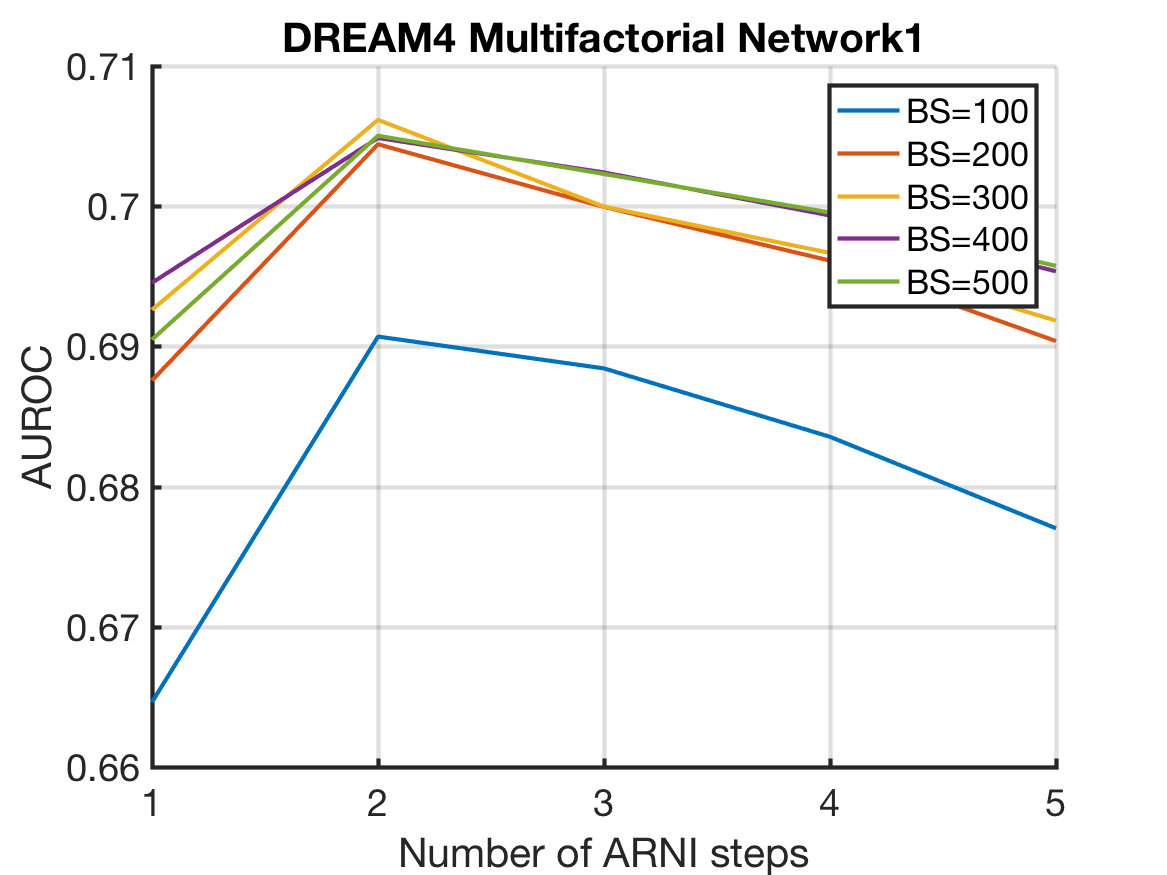 DREAM4 Multifactorial Network1
0.71
0.7
0.69
0.68
0.67
0.66
AUROC
BS=100
BS=200
BS=300
BS=400
BS=500
1 2 3 4 5
Number of ARNI steps